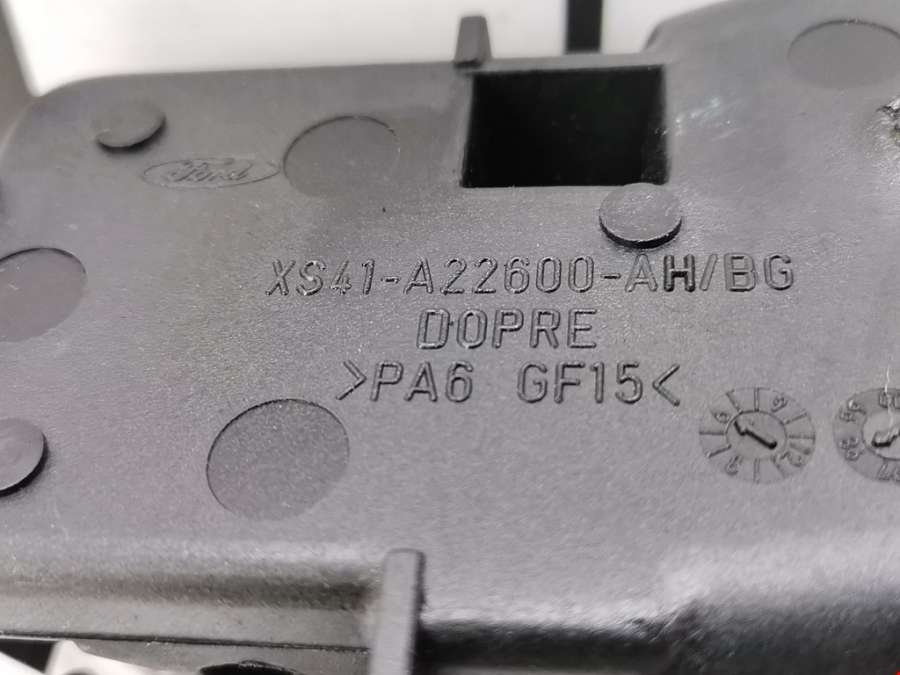 Ford
XS41-A22600-AH/BG
DOPRE
>PA6 GF15<